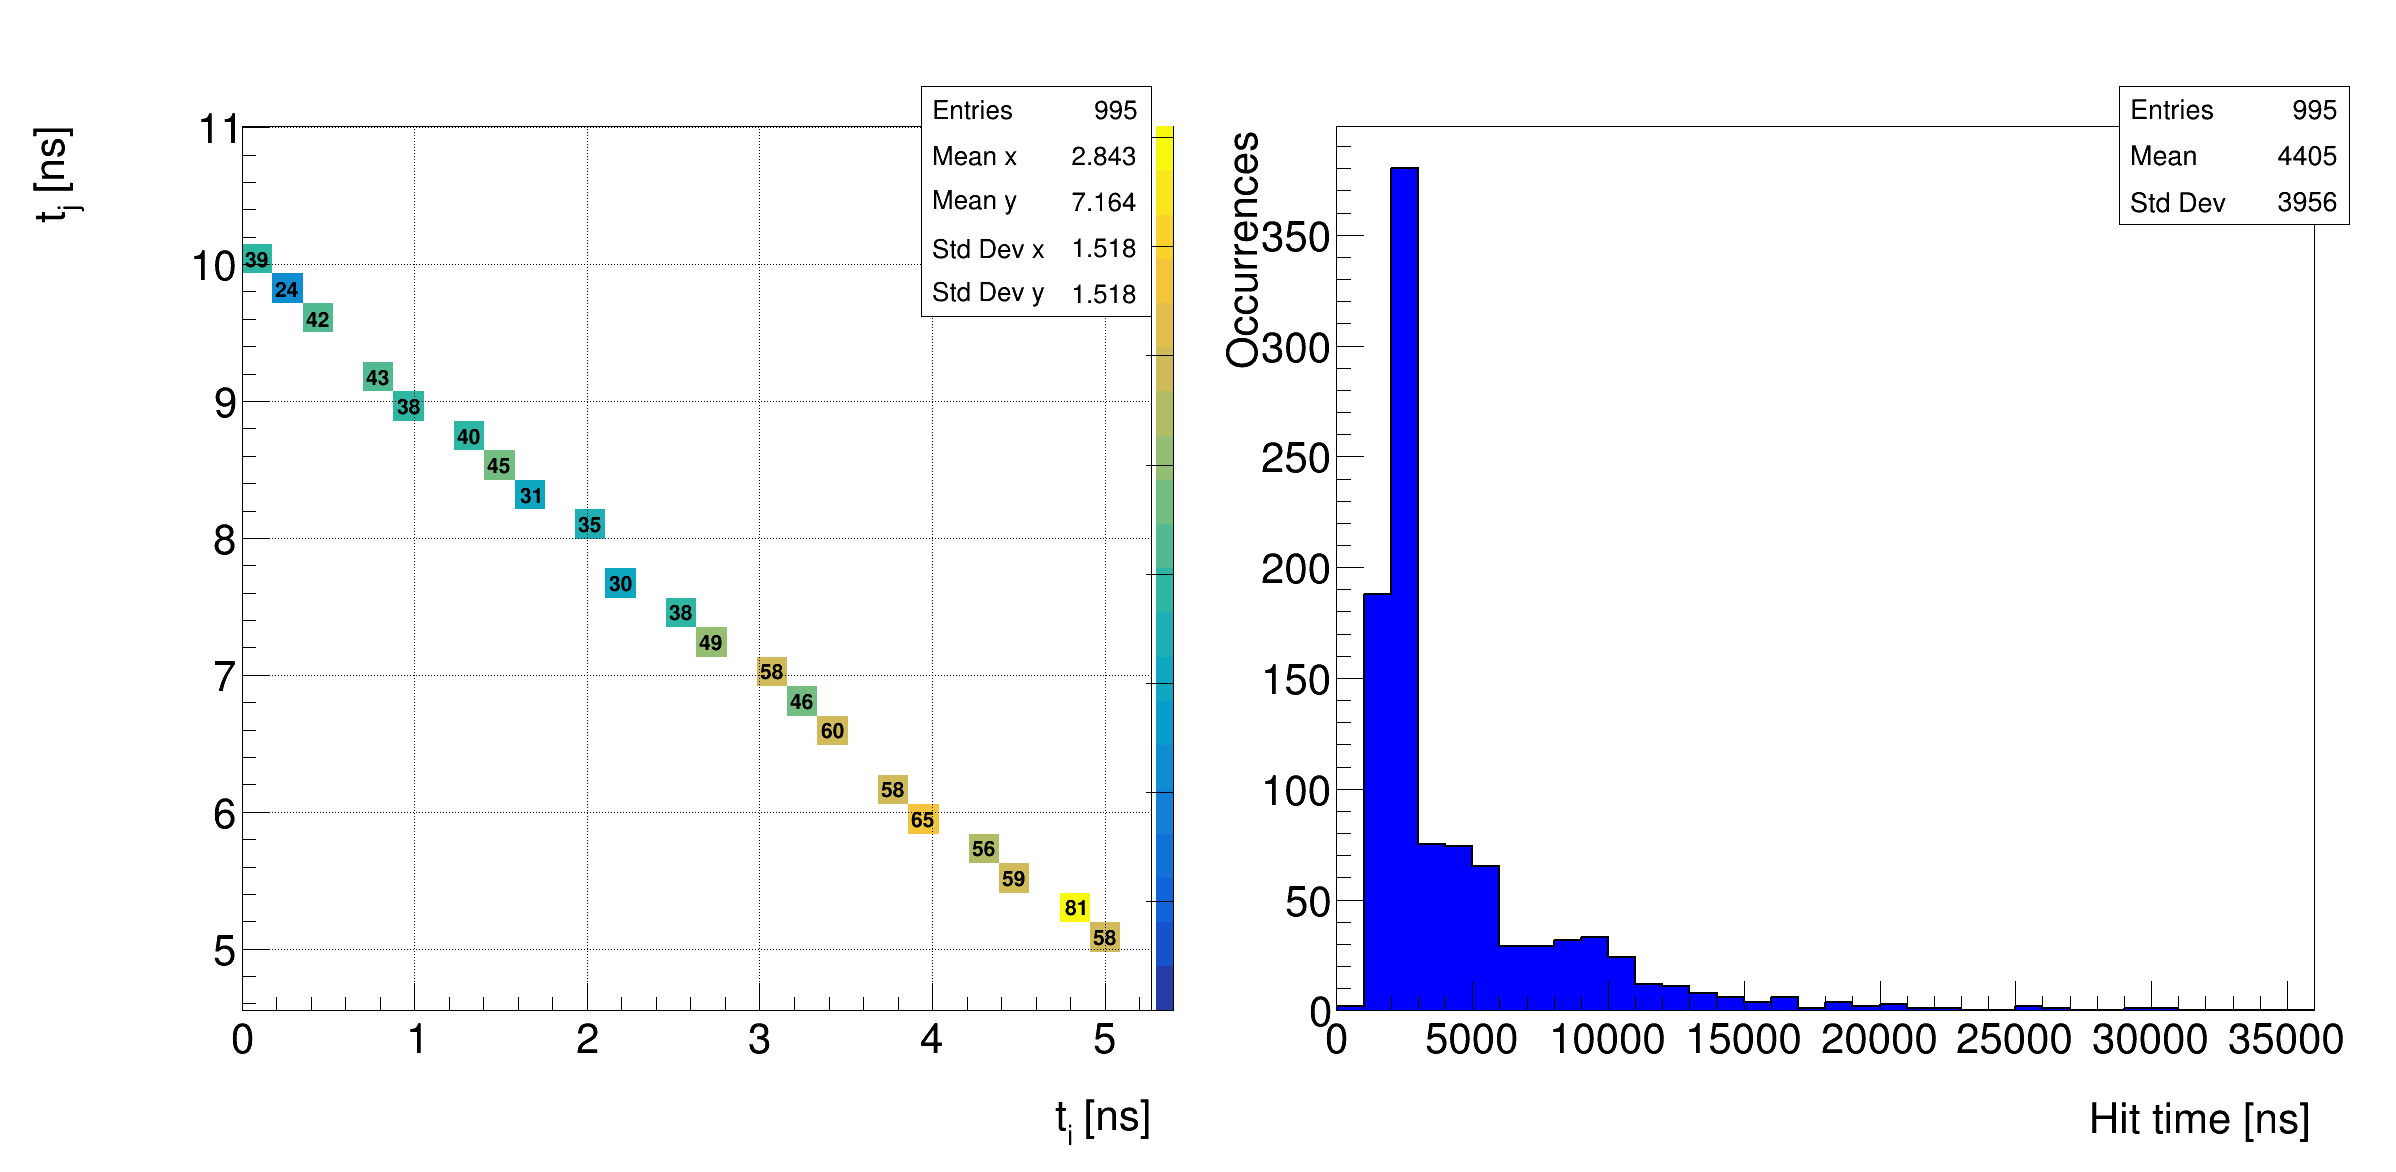 t_j [ns]
11
10
9
8
7
6
5
39
24
42
43
38
40
45
31
35
30
38
49
58
46
60
58
65
56
59
81
58
0 1 2 3 4 5
t_i [ns]
Entries 995
Mean x 2.843
Mean y 7.164
Std Dev x 1.518
Std Dev y 1.518
Occurrences
350
300
250
200
150
100
50
0
0 5000 10000 15000 20000 25000 30000 35000
Hit time [ns]
Entries 995
Mean 4405
Std Dev 3956